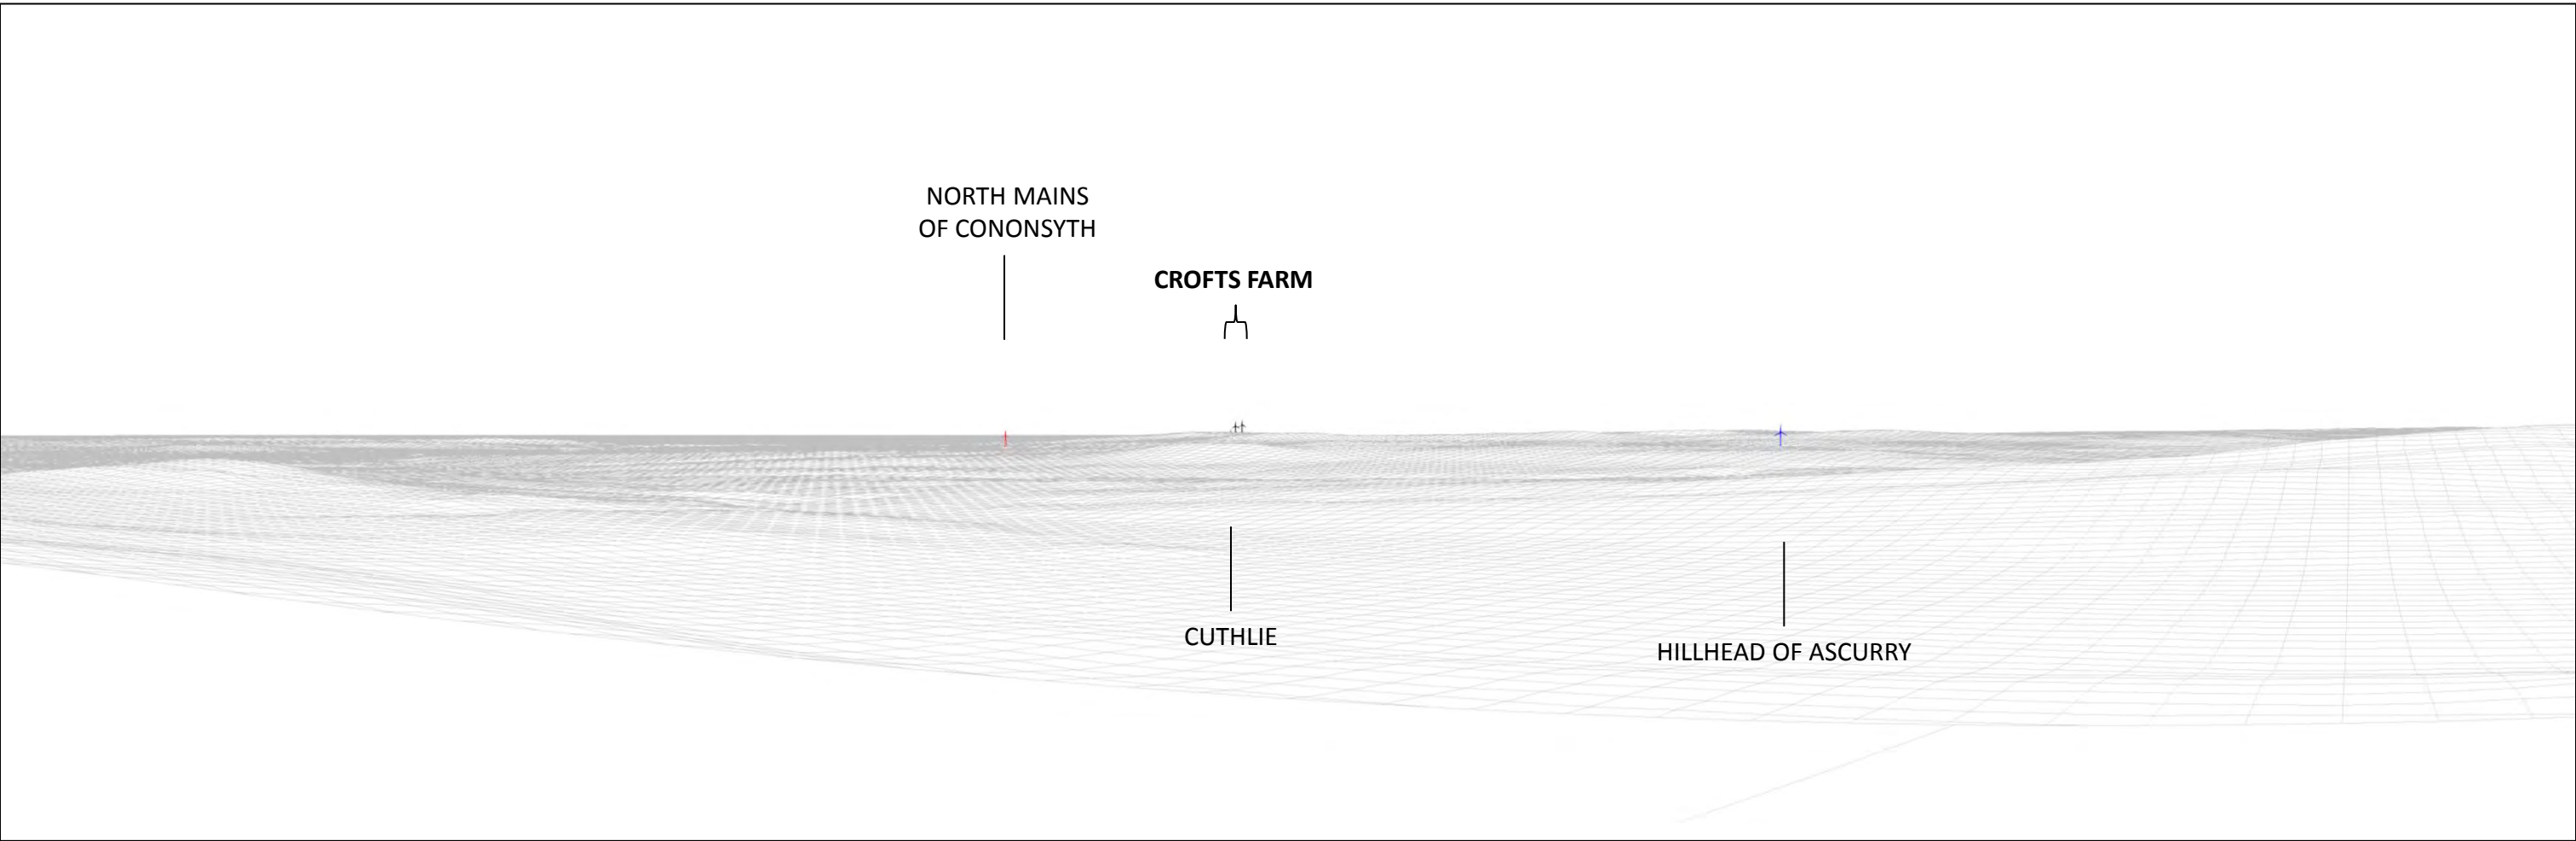 NORTH MAINS
OF CONONSYTH
CROFTS FARM
CUTHLIE
HILLHEAD OF ASCURRY